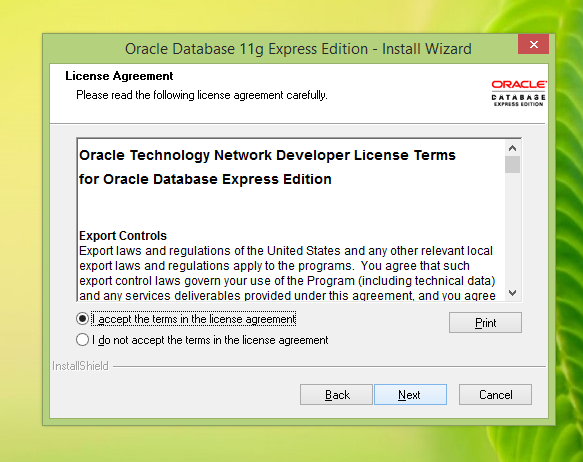 Oracle Database 11g Express Edition - Install Wizard
License Agreement
Please read the following license agreement carefully.
ORACLE
DATABASE
EXPRESS EDITION
Oracle Technology Network Developer License Terms
for Oracle Database Express Edition
Export Controls
Export laws and regulations of the United States and any other relevant local
export laws and regulations apply to the programs.  You agree that such
export control laws govern your use of the Program (including technical data)
and any services deliverables provided under this agreement, and you agree
I accept the terms in the license agreement
Print
I do not accept the terms in the license agreement
InstallShield
Back
Next
Cancel